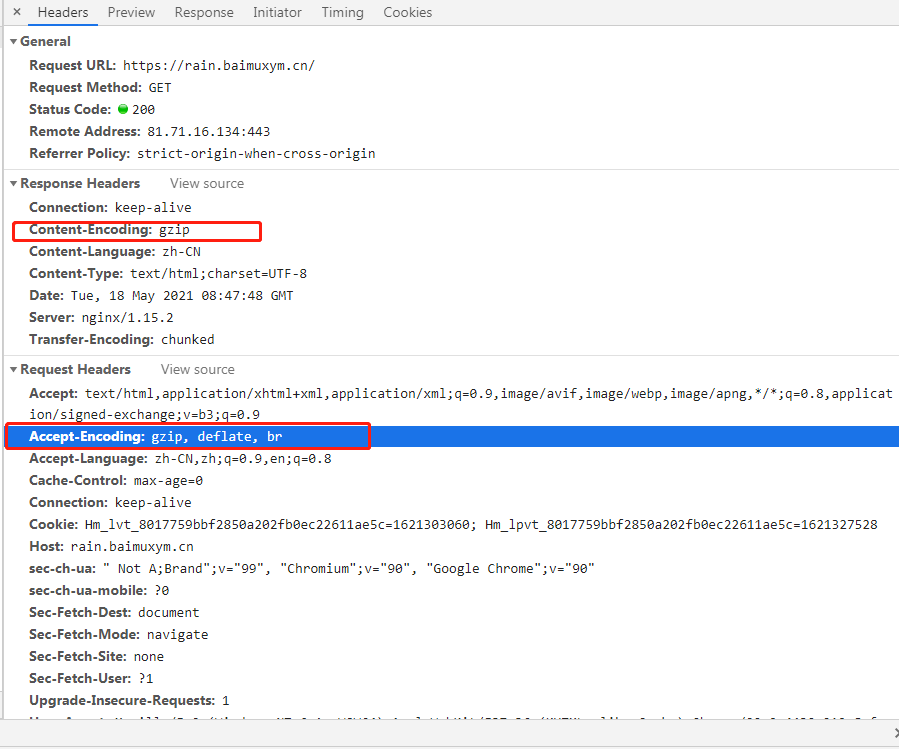 Headers Preview Response Initiator Timing Cookies
General
Request URL: https://rain.baimuxym.cn/
Request Method: GET
Status Code: 200
Remote Address: 81.71.16.134:443
Referrer Policy: strict-origin-when-cross-origin
Response Headers View source
Connection: keep-alive
Content-Encoding: gzip
Content-Language: zh-CN
Content-Type: text/html;charset=UTF-8
Date: Tue, 18 May 2021 08:47:48 GMT
Server: nginx/1.15.2
Transfer-Encoding: chunked
Request Headers View source
Accept: text/html,application/xhtml+xml,application/xml;q=0.9,image/avif,image/webp,image/apng,*/*;q=0.8,applicat
ion/signed-exchange;v=b3;q=0.9
Accept-Encoding: gzip, deflate, br
Accept-Language: zh-CN,zh;q=0.9,en;q=0.8
Cache-Control: max-age=0
Connection: keep-alive
Cookie: Hm_lvt_8017759bbf2850a202fb0ec22611ae5c=1621303060; Hm_lpvt_8017759bbf2850a202fb0ec22611ae5c=1621327528
Host: rain.baimuxym.cn
sec-ch-ua: " Not A;Brand";v="99", "Chromium";v="90", "Google Chrome";v="90"
sec-ch-ua-mobile: ?0
Sec-Fetch-Dest: document
Sec-Fetch-Mode: navigate
Sec-Fetch-Site: none
Sec-Fetch-User: ?1
Upgrade-Insecure-Requests: 1